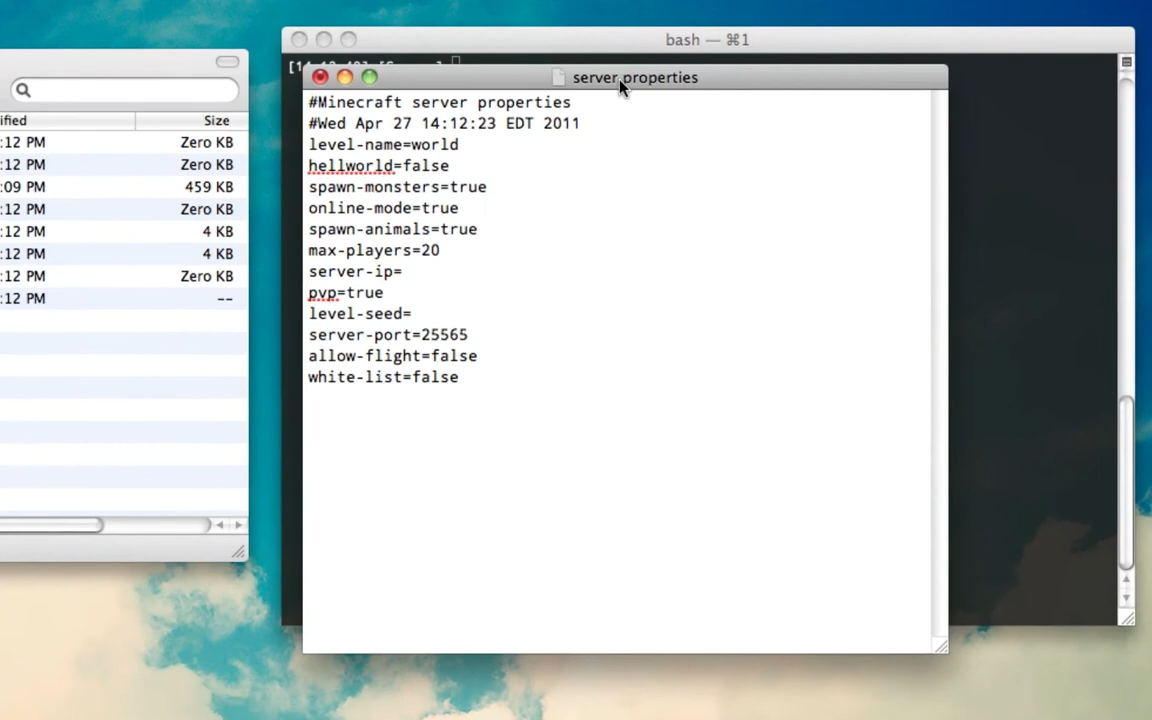 bash — ⌘1
server.properties
ified
Size
:12 PM Zero KB
:12 PM Zero KB
:09 PM 459 KB
:12 PM Zero KB
:12 PM 4 KB
:12 PM 4 KB
:12 PM Zero KB
:12 PM --
#Minecraft server properties
#Wed Apr 27 14:12:23 EDT 2011
level-name=world
hellworld=false
spawn-monsters=true
online-mode=true
spawn-animals=true
max-players=20
server-ip=
pvp=true
level-seed=
server-port=25565
allow-flight=false
white-list=false